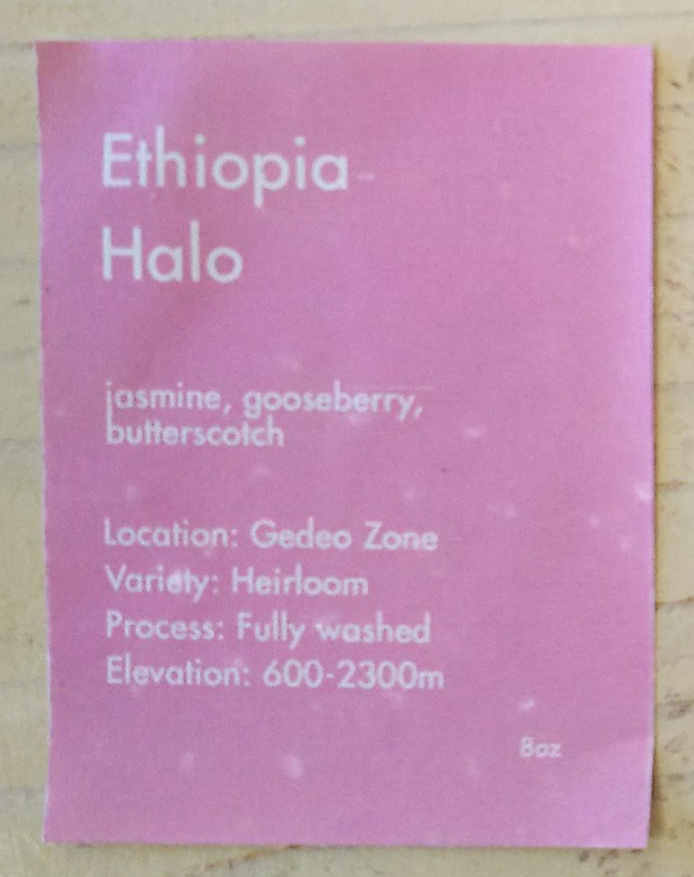 Ethiopia
Halo
jasmine, gooseberry,
butterscotch
Location: Gedeo Zone
Variety: Heirloom
Process: Fully washed
Elevation: 600-2300m
8oz